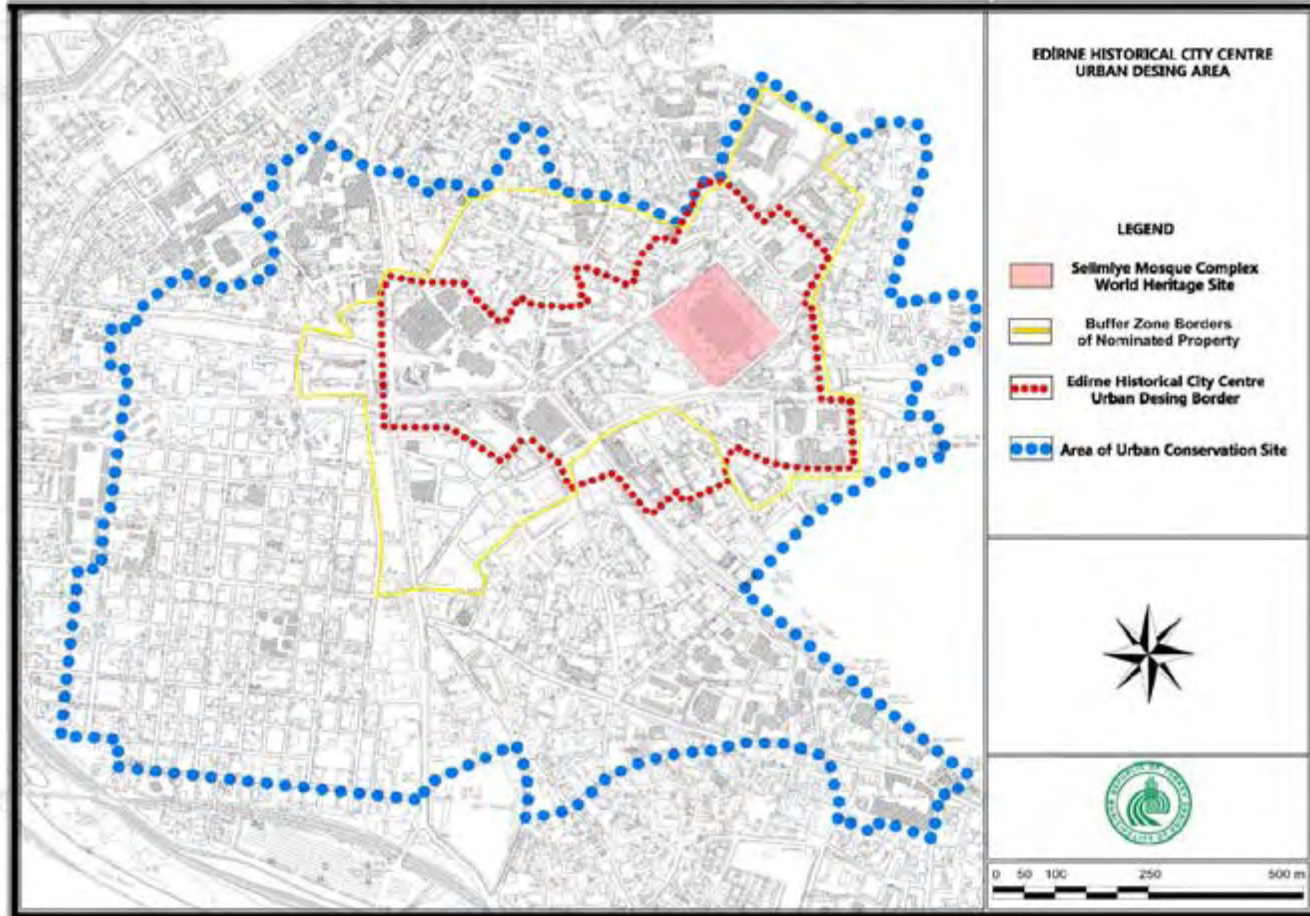 EDİRNE HISTORICAL CITY CENTRE
URBAN DESING AREA
LEGEND
Selimiye Mosque Complex
World Heritage Site
Buffer Zone Borders
of Nominated Property
Edirne Historical City Centre
Urban Desing Border
Area of Urban Conservation Site
0 50 100 250 500 m